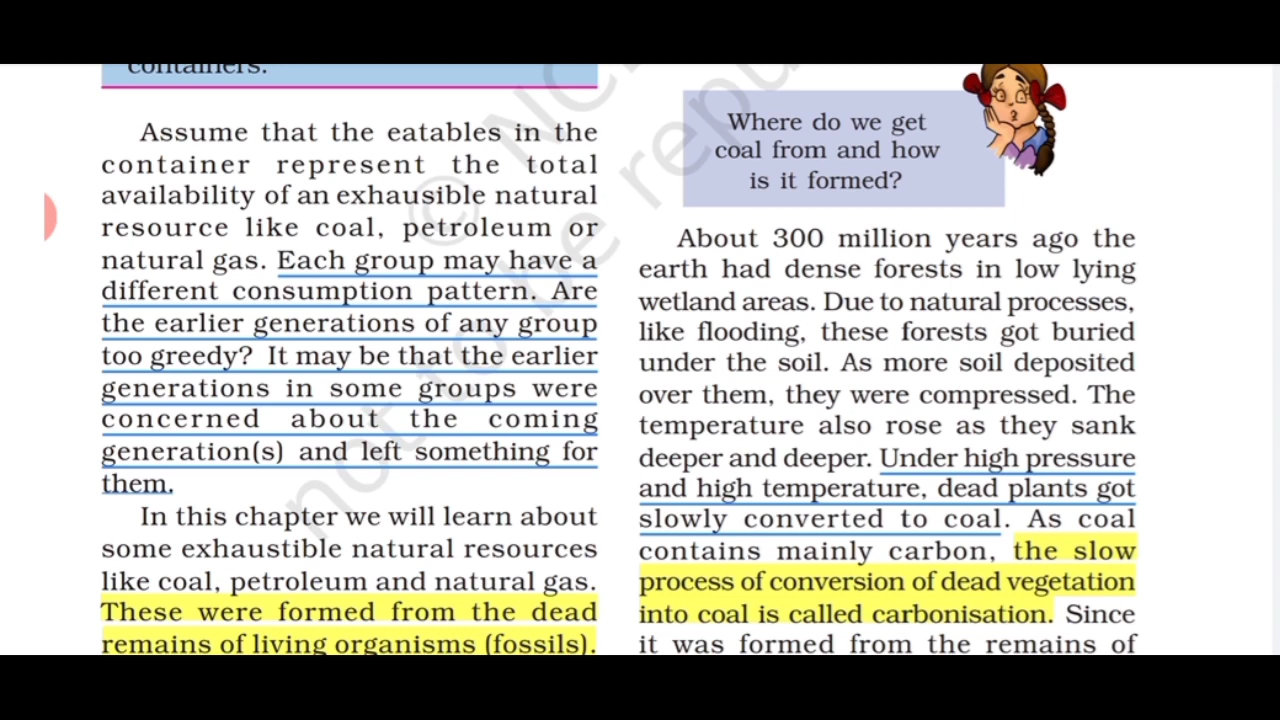 containers.
Assume that the eatables in the
container represent the total
availability of an exhausible natural
resource like coal, petroleum or
natural gas. Each group may have a
different consumption pattern. Are
the earlier generations of any group
too greedy? It may be that the earlier
generations in some groups were
concerned about the coming
generation(s) and left something for
them.
In this chapter we will learn about
some exhaustible natural resources
like coal, petroleum and natural gas.
These were formed from the dead
remains of living organisms (fossils).
Where do we get
coal from and how
is it formed?
About 300 million years ago the
earth had dense forests in low lying
wetland areas. Due to natural processes,
like flooding, these forests got buried
under the soil. As more soil deposited
over them, they were compressed. The
temperature also rose as they sank
deeper and deeper. Under high pressure
and high temperature, dead plants got
slowly converted to coal. As coal
contains mainly carbon, the slow
process of conversion of dead vegetation
into coal is called carbonisation. Since
it was formed from the remains of
© NC
not to be repu